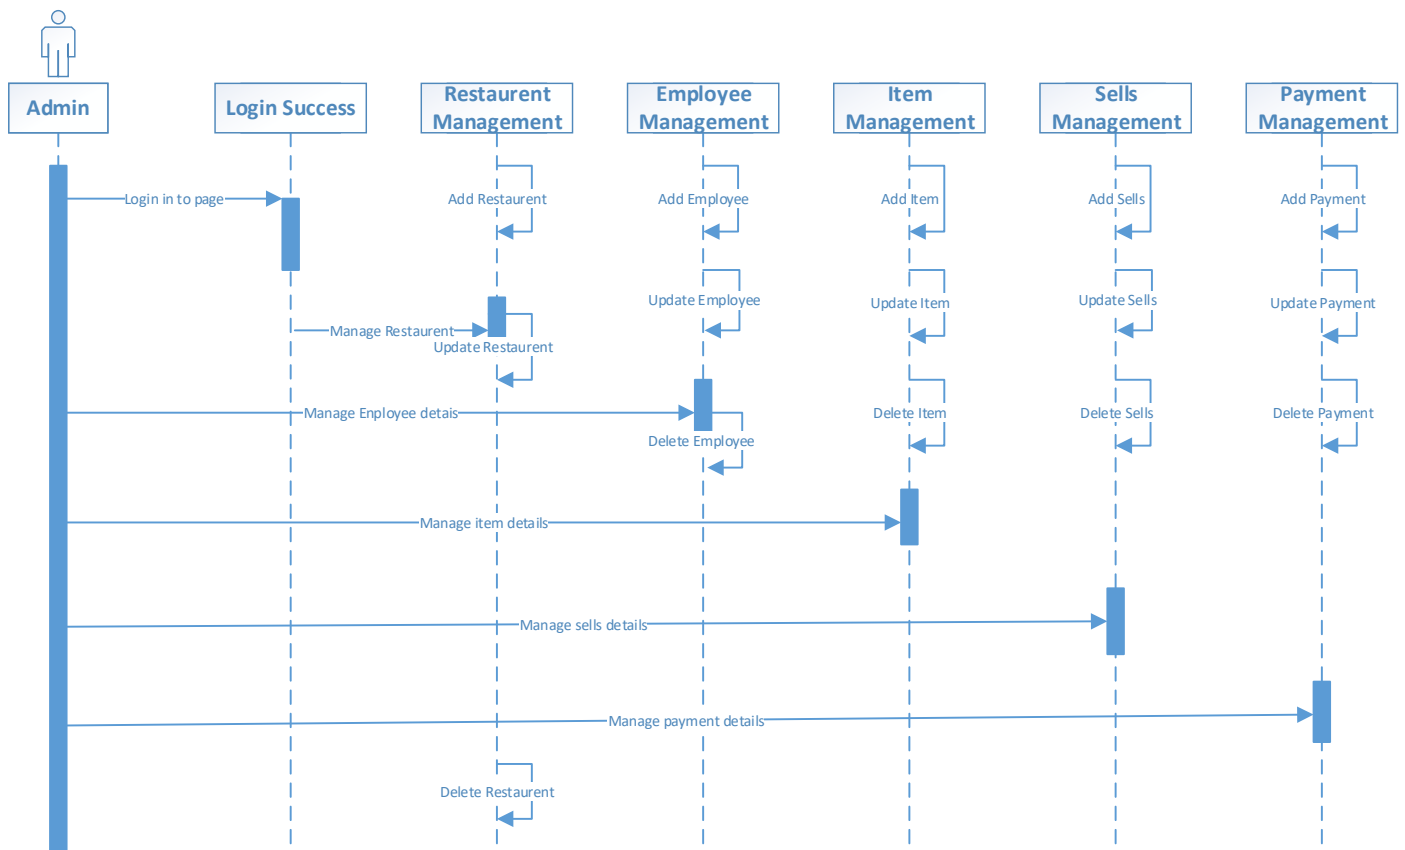 Admin
Login Success
Restaurent
Management
Employee
Management
Item
Management
Sells
Management
Payment
Management
Login in to page
Add Restaurent
Add Employee
Add Item
Add Sells
Add Payment
Update Employee
Update Item
Update Sells
Update Payment
Manage Restaurent
Update Restaurent
Manage Enployee detais
Delete Item
Delete Sells
Delete Payment
Delete Employee
Manage item details
Manage sells details
Manage payment details
Delete Restaurent